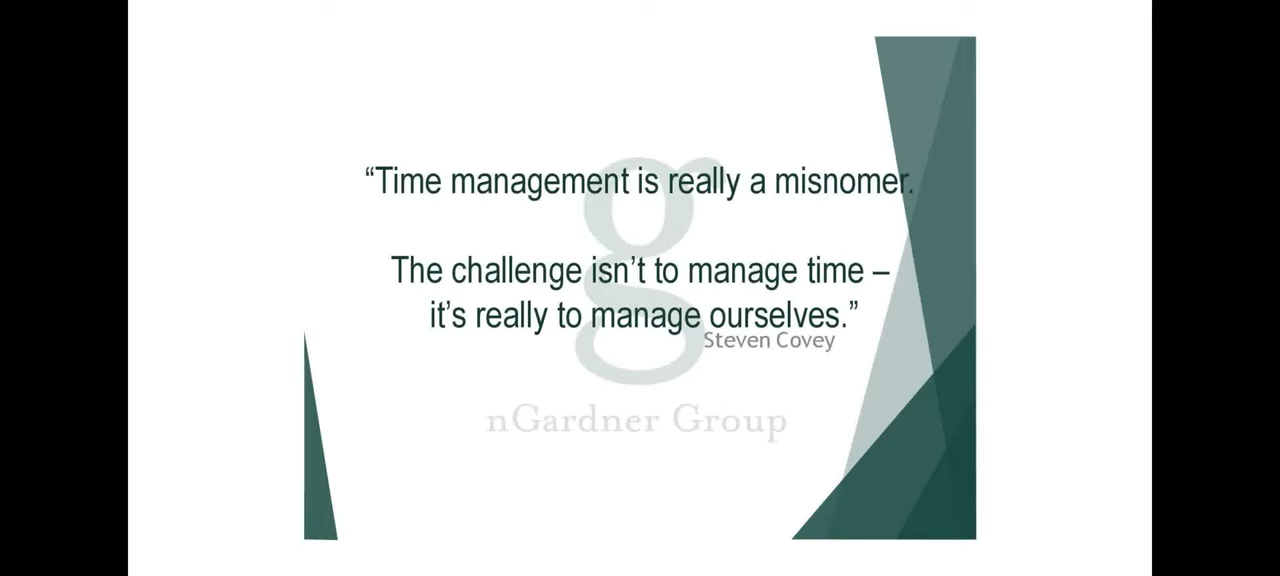 “Time management is really a misnomer.
The challenge isn’t to manage time –
it’s really to manage ourselves.”
Steven Covey
g
nGardner Group